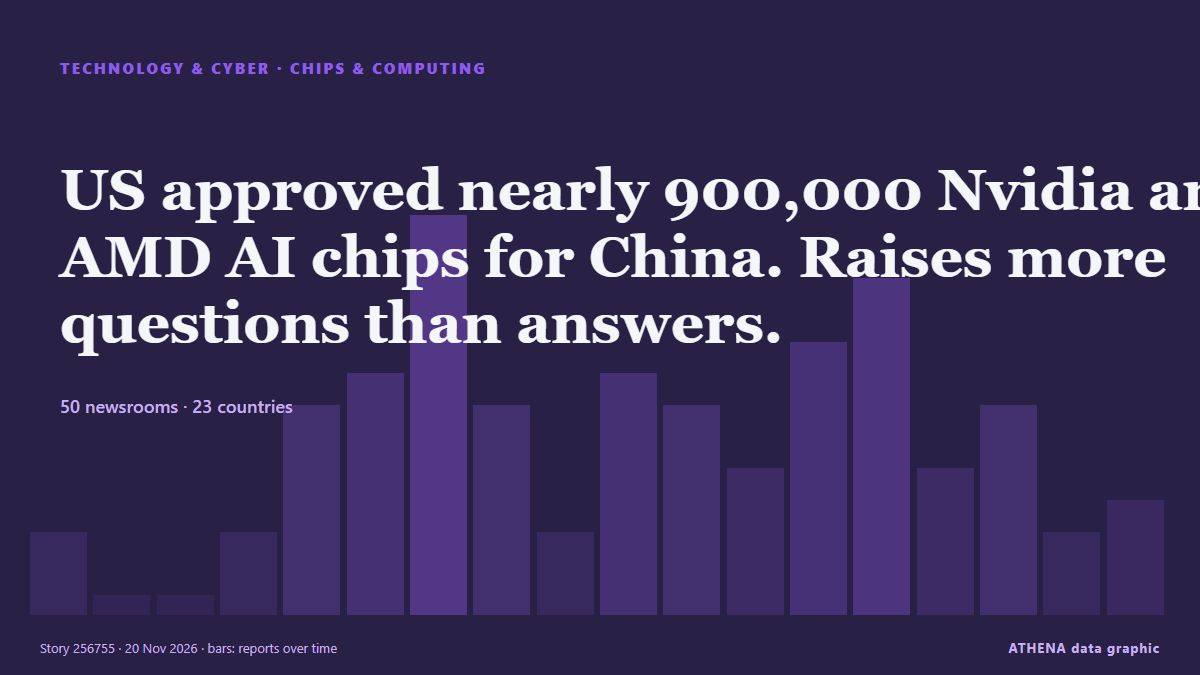 TECHNOLOGY & CYBER · CHIPS & COMPUTING
US approved nearly 900,000 Nvidia
AMD AI chips for China. Raises more
questions than answers.
50 newsrooms · 23 countries
Story 256755 · 20 Nov 2026 · bars: reports over time
ATHENA data graphic